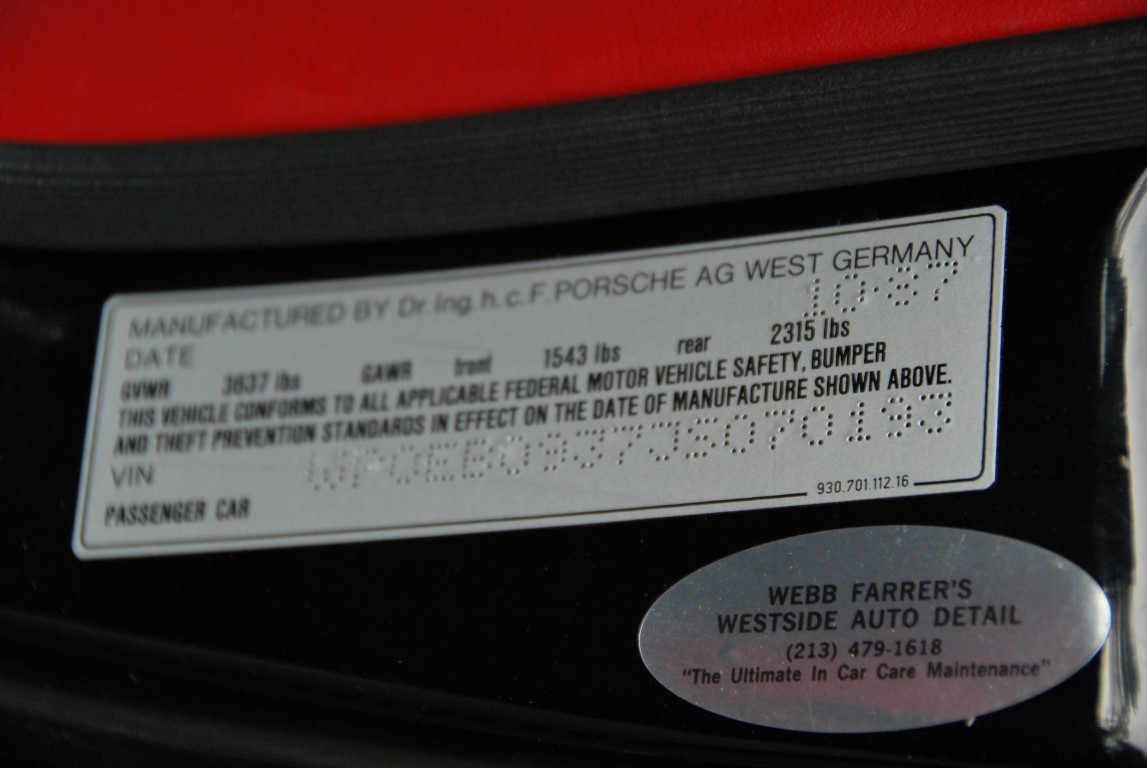 MANUFACTURED BY Dr. Ing. h. c. F. PORSCHE AG WEST GERMANY
DATE 10·87
GVWR 3637 lbs GAWR front 1543 lbs rear 2315 lbs
THIS VEHICLE CONFORMS TO ALL APPLICABLE FEDERAL MOTOR VEHICLE SAFETY, BUMPER
AND THEFT PREVENTION STANDARDS IN EFFECT ON THE DATE OF MANUFACTURE SHOWN ABOVE.
VIN WP0EB0937JS070193
PASSENGER CAR
930.701.112.16
WEBB FARRER'S
WESTSIDE AUTO DETAIL
(213) 479-1618
"The Ultimate In Car Care Maintenance"